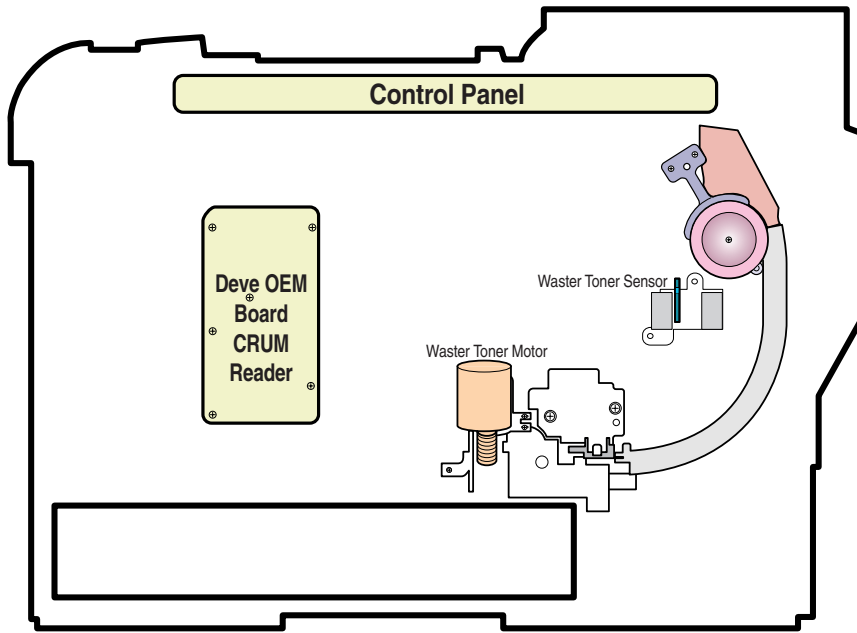 Control Panel
Waster Toner Sensor
Deve OEM
Board
CRUM
Reader
Waster Toner Motor